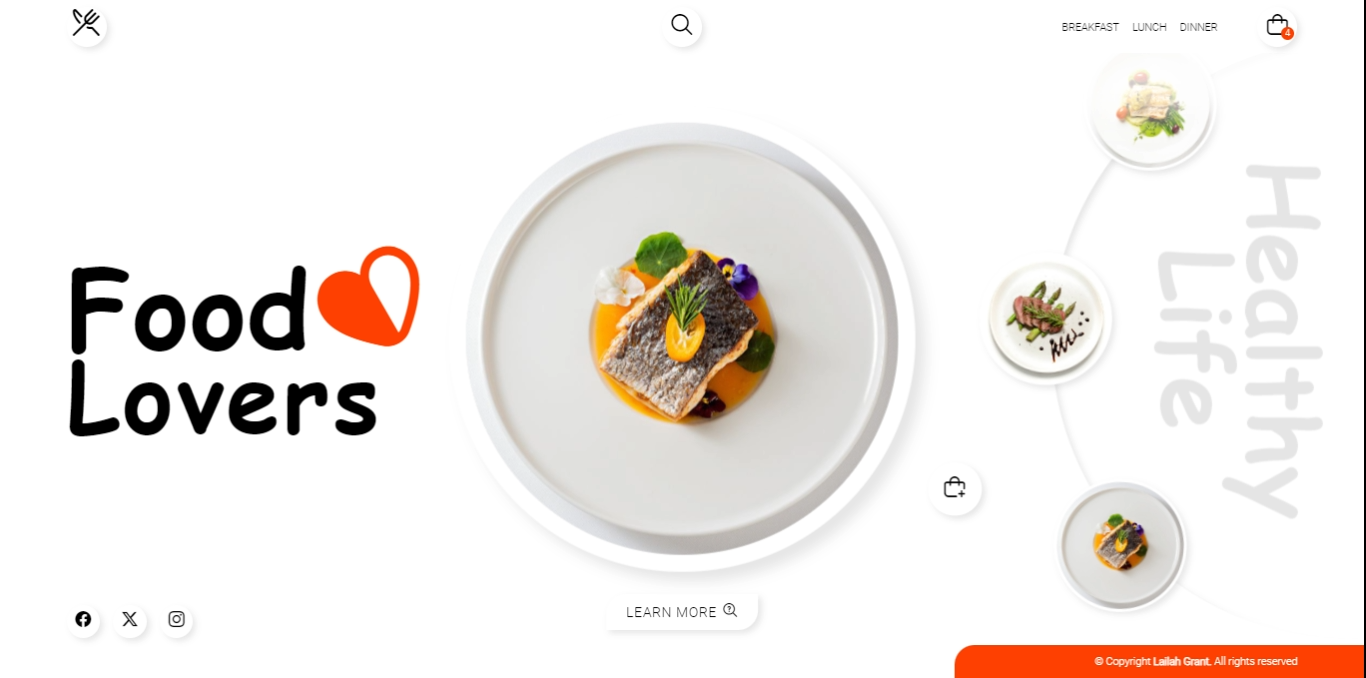 BREAKFAST LUNCH DINNER
4
Food
Lovers
Healthy
Life
LEARN MORE
© Copyright Lailah Grant. All rights reserved